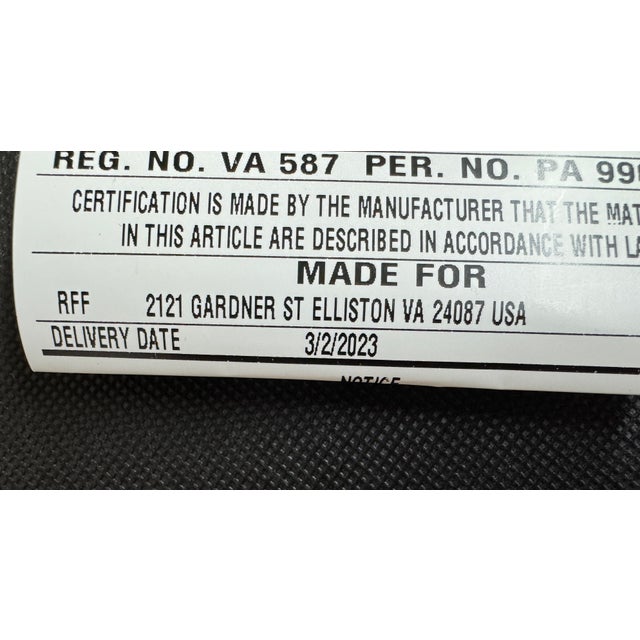 REG. NO. VA 587 PER. NO. PA
CERTIFICATION IS MADE BY THE MANUFACTURER THAT THE
IN THIS ARTICLE ARE DESCRIBED IN ACCORDANCE WITH
MADE FOR
RFF 2121 GARDNER ST ELLISTON VA 24087 USA
DELIVERY DATE 3/2/2023
NOTICE